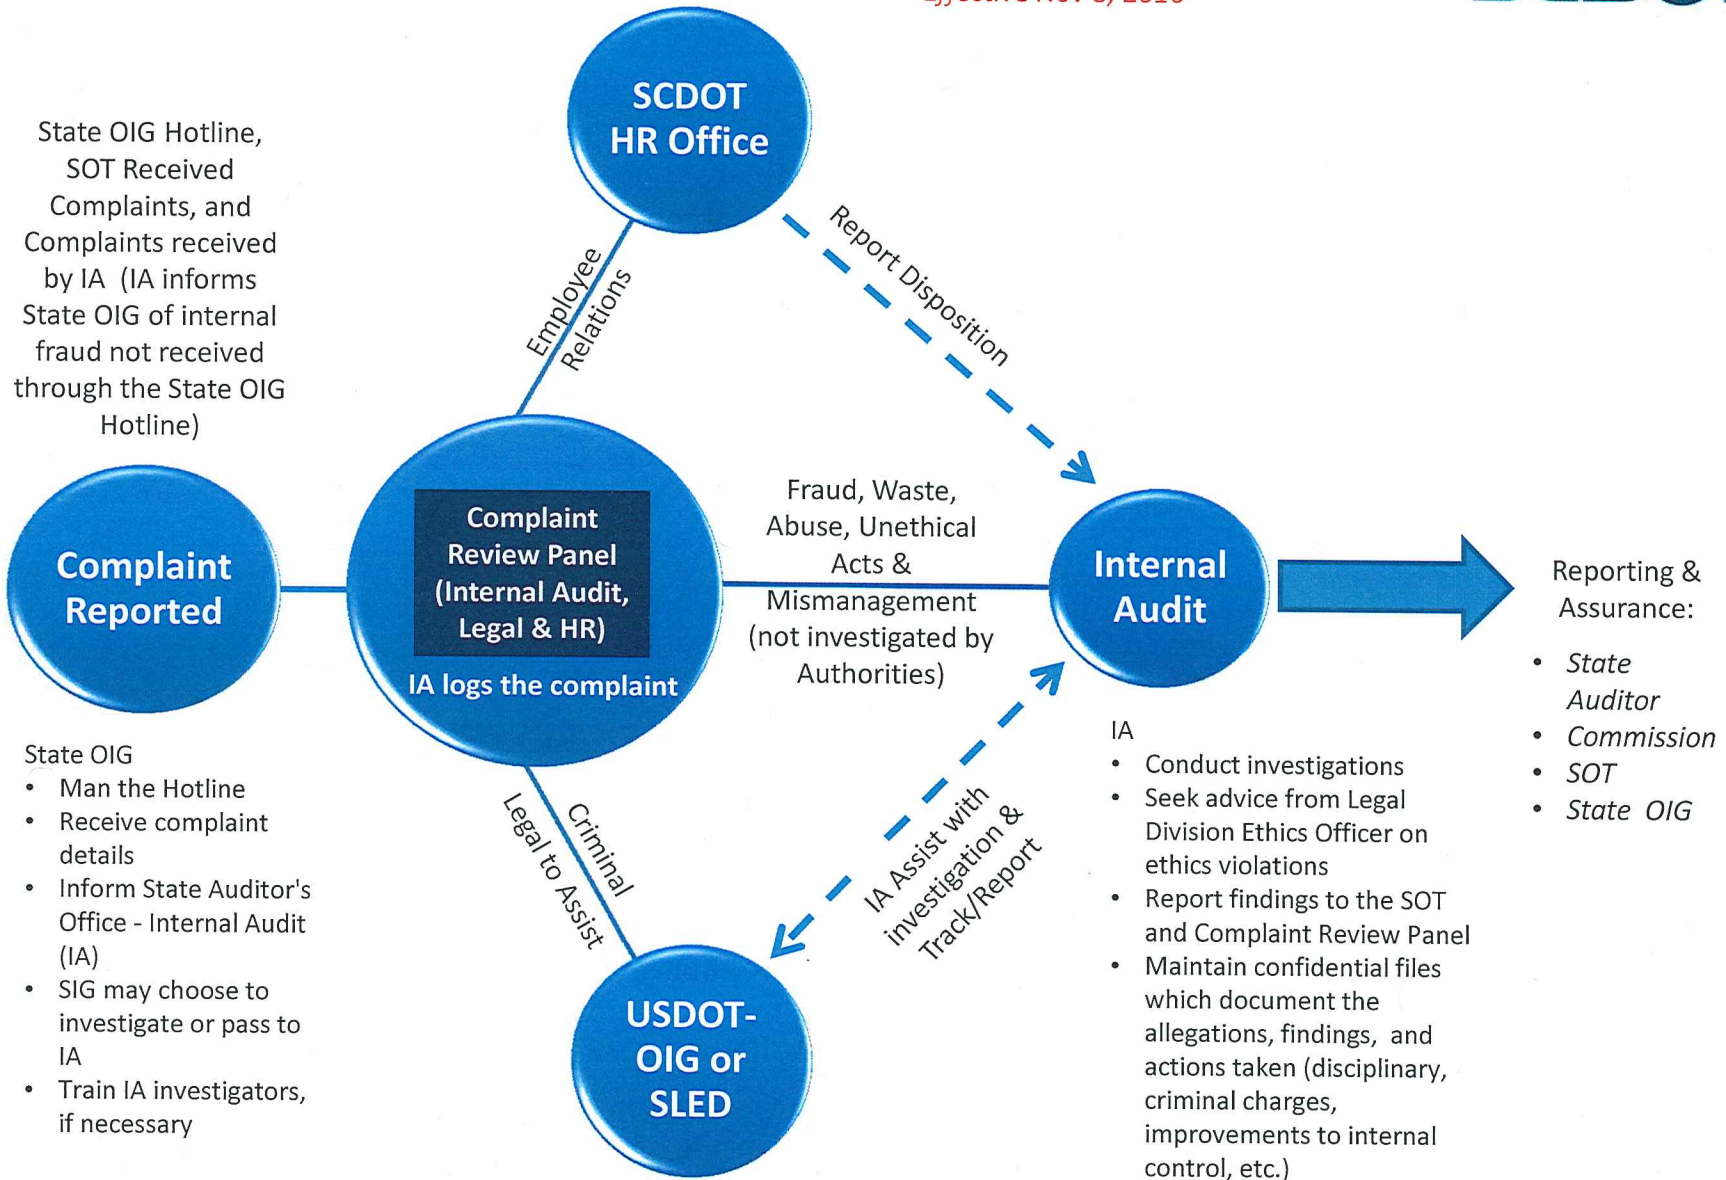 State OIG Hotline,
SOT Received
Complaints, and
Complaints received
by IA  (IA informs
State OIG of internal
fraud not received
through the State OIG
Hotline)
Complaint
Reported
State OIG
• Man the Hotline
• Receive complaint
details
• Inform State Auditor's
Office - Internal Audit
(IA)
• SIG may choose to
investigate or pass to
IA
• Train IA investigators,
if necessary
SCDOT
HR Office
Employee
Relations
Complaint
Review Panel
(Internal Audit,
Legal & HR)
IA logs the complaint
Criminal
Legal to Assist
USDOT-
OIG or
SLED
Report Disposition
Fraud, Waste,
Abuse, Unethical
Acts &
Mismanagement
(not investigated by
Authorities)
IA Assist with
investigation &
Track/Report
Internal
Audit
IA
• Conduct investigations
• Seek advice from Legal
Division Ethics Officer on
ethics violations
• Report findings to the SOT
and Complaint Review Panel
• Maintain confidential files
which document the
allegations, findings,  and
actions taken (disciplinary,
criminal charges,
improvements to internal
control, etc.)
Reporting &
Assurance:
• State
Auditor
• Commission
• SOT
• State  OIG